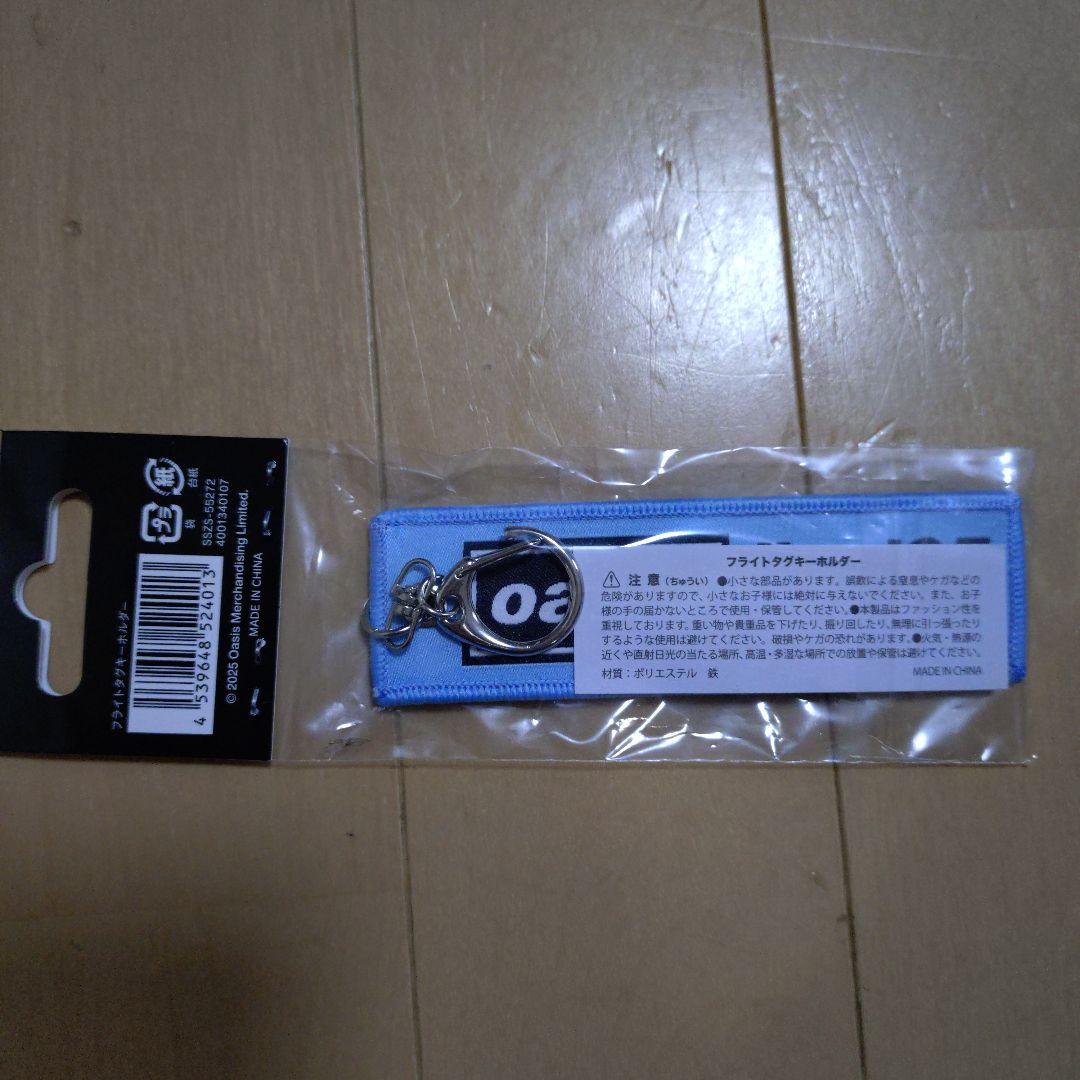 フライトタグキーホルダー
4 539648 524013
プラ
袋
紙
台紙
SSZS-55272
4001340107
© 2025 Oasis Merchandising Limited.
MADE IN CHINA
oa
フライトタグキーホルダー
注意(ちゅうい) ●小さな部品があります。誤飲による窒息やケガなどの
危険がありますので、小さなお子様には絶対に与えないでください。また、お子
様の手の届かないところで使用・保管してください。●本製品はファッション性を
重視しております。重い物や貴重品を下げたり、振り回したり、無理に引っ張ったり
するような使用は避けてください。破損やケガの恐れがあります。●火気・熱源の
近くや直射日光の当たる場所、高温・多湿な場所での放置や保管は避けてください。
材質:ポリエステル 鉄
MADE IN CHINA